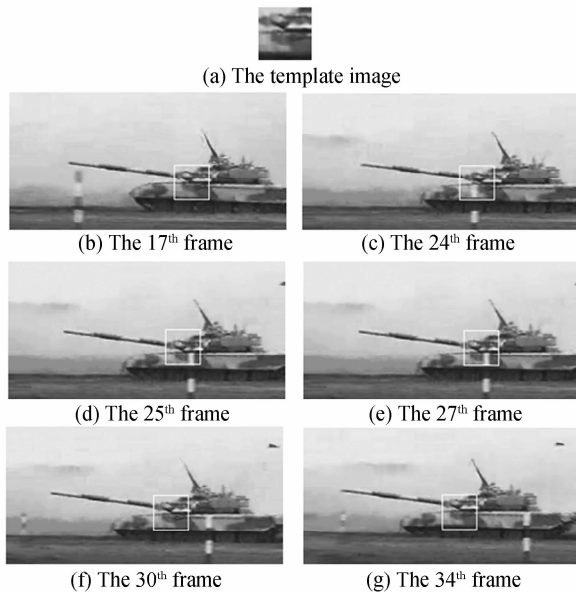 (a) The template image
(b) The 17th frame
(c) The 24th frame
(d) The 25th frame
(e) The 27th frame
(f) The 30th frame
(g) The 34th frame